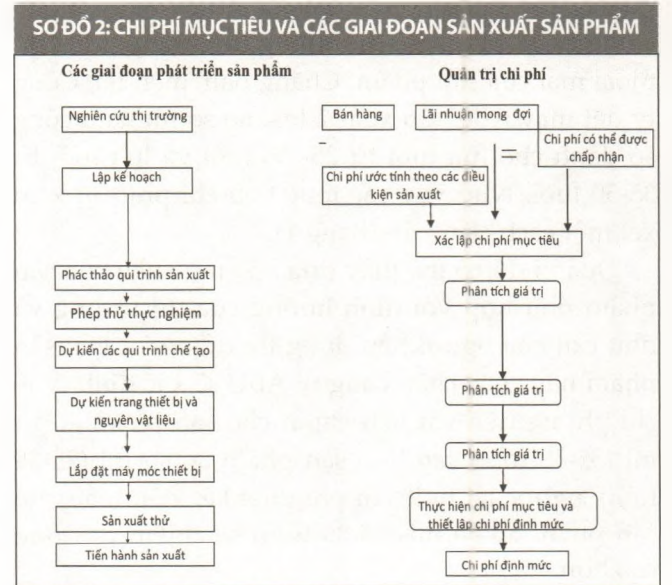 SƠ ĐỒ 2: CHI PHÍ MỤC TIÊU VÀ CÁC GIAI ĐOẠN SẢN XUẤT SẢN PHẨM
Các giai đoạn phát triển sản phẩm
Nghiên cứu thị trường
Lập kế hoạch
Phác thảo qui trình sản xuất
Phép thử thực nghiệm
Dự kiến các qui trình chế tạo
Dự kiến trang thiết bị và
nguyên vật liệu
Lắp đặt máy móc thiết bị
Sản xuất thử
Tiến hành sản xuất
Quản trị chi phí
Bán hàng
Lãi nhuận mong đợi
=
Chi phí có thể được
chấp nhận
Chi phí ước tính theo các điều
kiện sản xuất
Xác lập chi phí mục tiêu
Phân tích giá trị
Phân tích giá trị
Phân tích giá trị
Thực hiện chi phí mục tiêu và
thiết lập chi phí định mức
Chi phí định mức